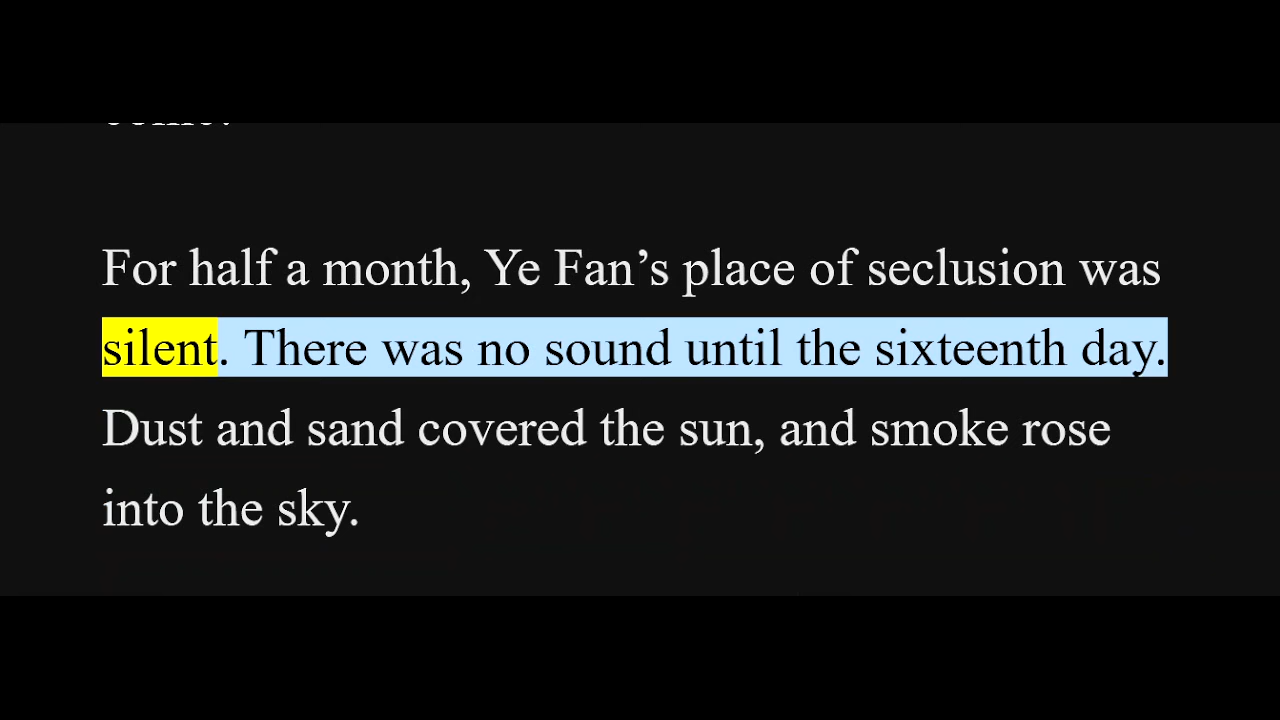 For half a month, Ye Fan’s place of seclusion was
silent. There was no sound until the sixteenth day.
Dust and sand covered the sun, and smoke rose
into the sky.